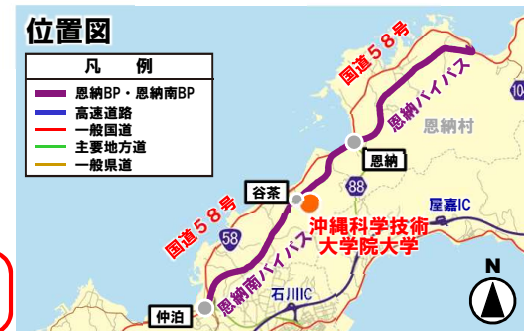 位置図
凡　例
恩納BP・恩納南BP
高速道路
一般国道
主要地方道
一般県道
国道５８号
恩納バイパス
104
恩納村
恩納
谷茶
88
屋嘉IC
国道５８号
58
沖縄科学技術
大学院大学
恩納南バイパス
石川IC
仲泊
N